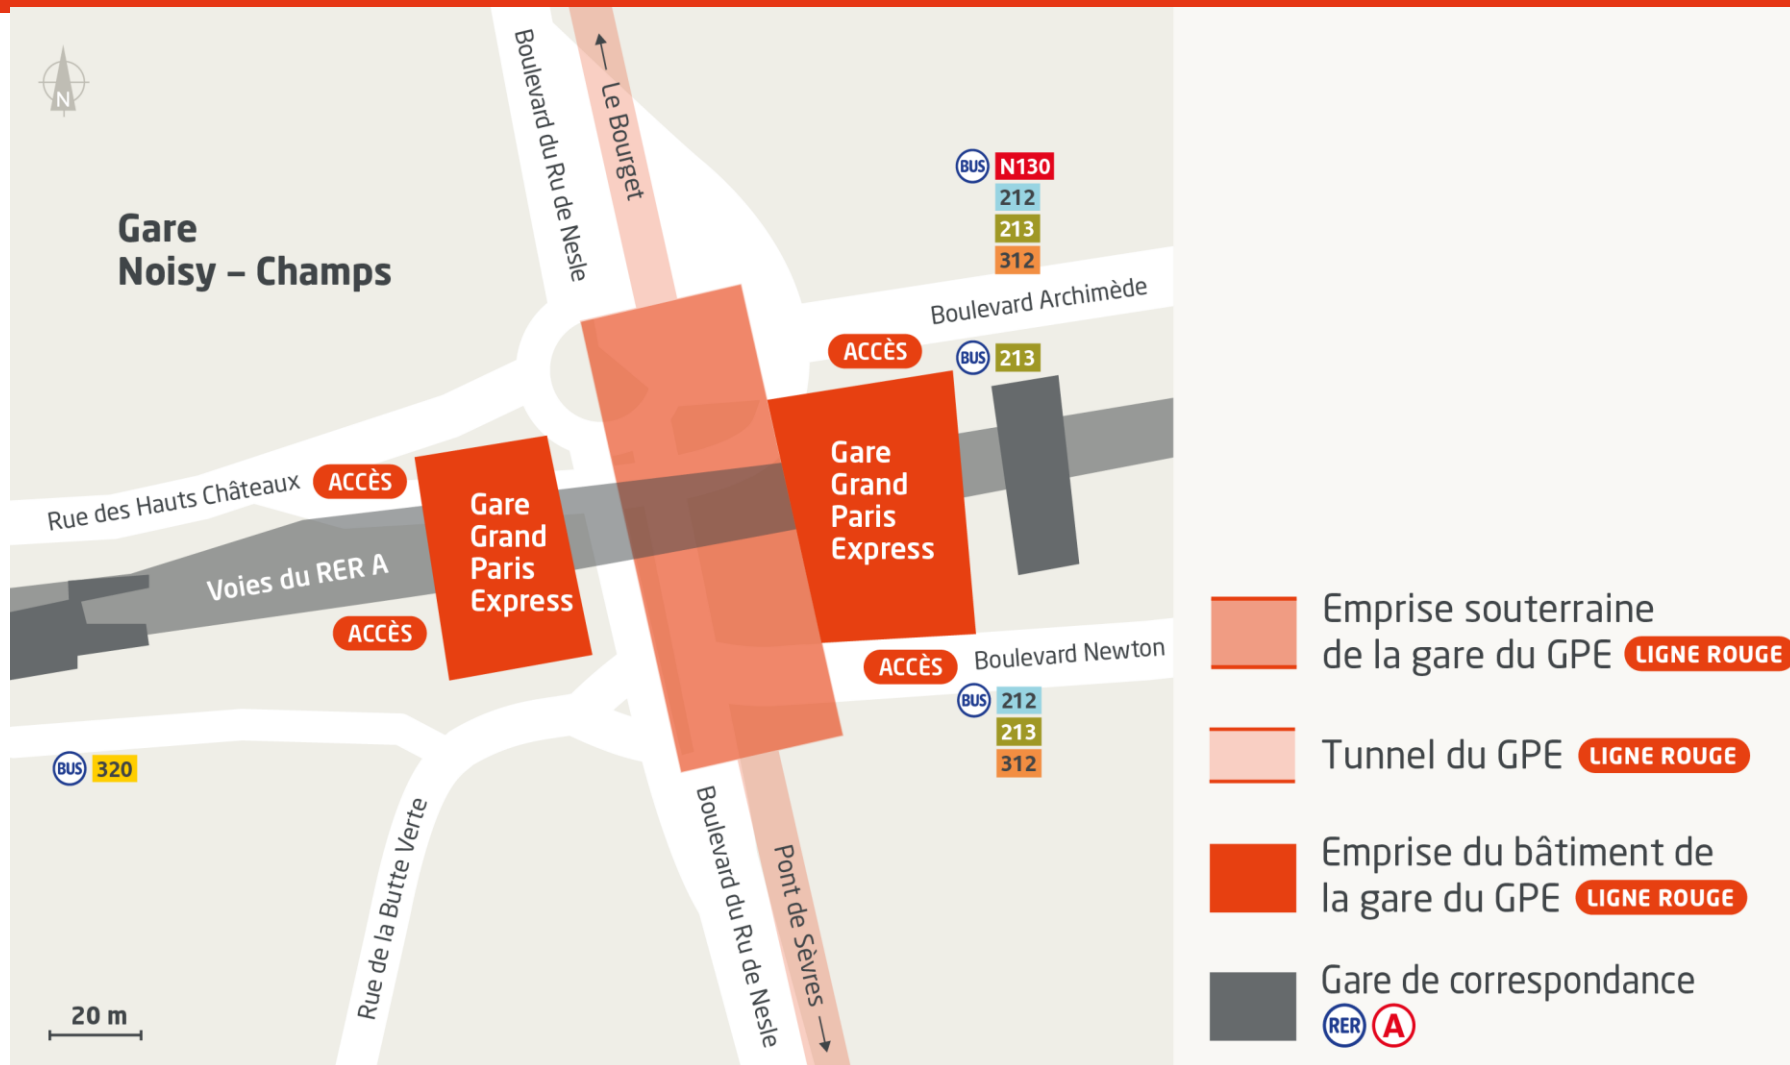 N
Gare
Noisy – Champs
Boulevard du Ru de Nesle
← Le Bourget
BUS N130
212
213
312
Boulevard Archimède
ACCÈS
BUS 213
Rue des Hauts Châteaux
ACCÈS
Gare
Grand
Paris
Express
Gare
Grand
Paris
Express
Voies du RER A
ACCÈS
ACCÈS
Boulevard Newton
BUS 212
213
312
BUS 320
Rue de la Butte Verte
Boulevard du Ru de Nesle
Pont de Sèvres →
20 m
Emprise souterraine
de la gare du GPE LIGNE ROUGE
Tunnel du GPE LIGNE ROUGE
Emprise du bâtiment de
la gare du GPE LIGNE ROUGE
Gare de correspondance
RER A